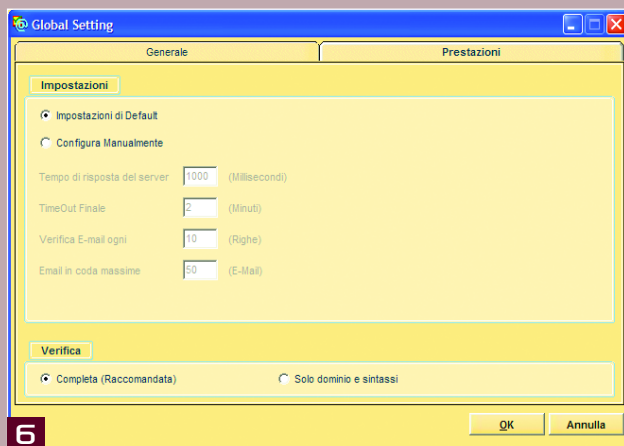 Global Setting
Generale Prestazioni
Impostazioni
Impostazioni di Default
Configura Manualmente
Tempo di risposta del server 1000 (Millisecondi)
TimeOut Finale 2 (Minuti)
Verifica E-mail ogni 10 (Righe)
Email in coda massime 50 (E-Mail)
Verifica
Completa (Raccomandata) Solo dominio e sintassi
OK Annulla
6